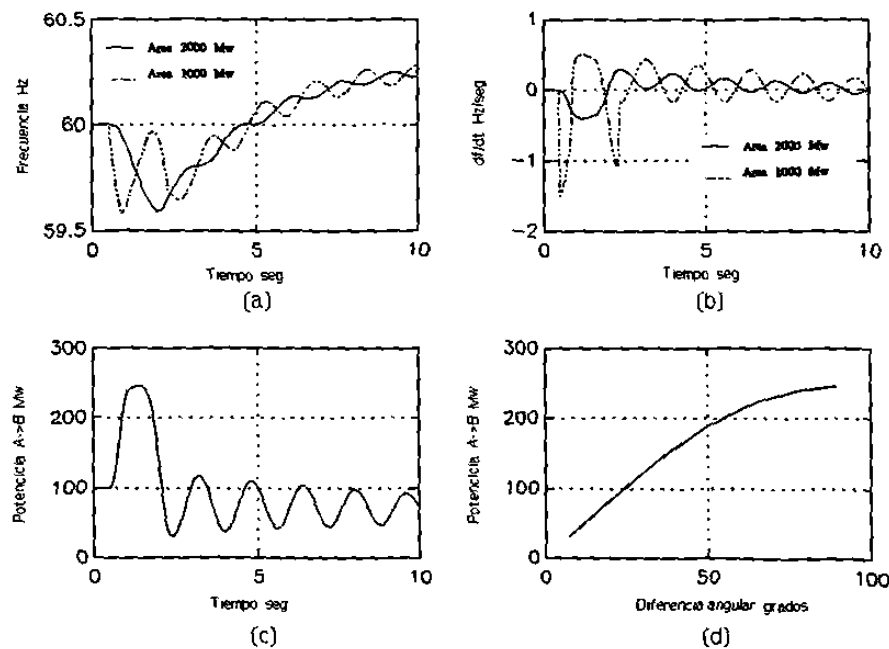 60.5
60
59.5
Frecuencia Hz
Area 2000 Mw
Area 1000 Mw
0
5
10
Tiempo seg
(a)
1
0
-1
-2
df/dt Hz/seg
Area 2000 Mw
Area 1000 Mw
0
5
10
Tiempo seg
(b)
300
200
100
0
Potencicia A->B Mw
0
5
10
Tiempo seg
(c)
300
200
100
0
Potencicia A->B Mw
0
50
100
Diferencia angular grados
(d)